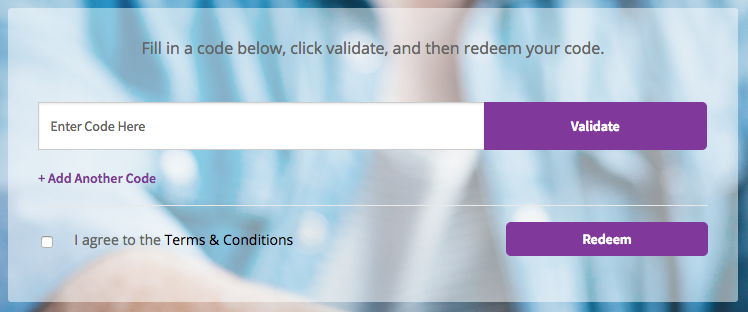 Fill in a code below, click validate, and then redeem your code.
Enter Code Here
Validate
+ Add Another Code
I agree to the Terms & Conditions
Redeem